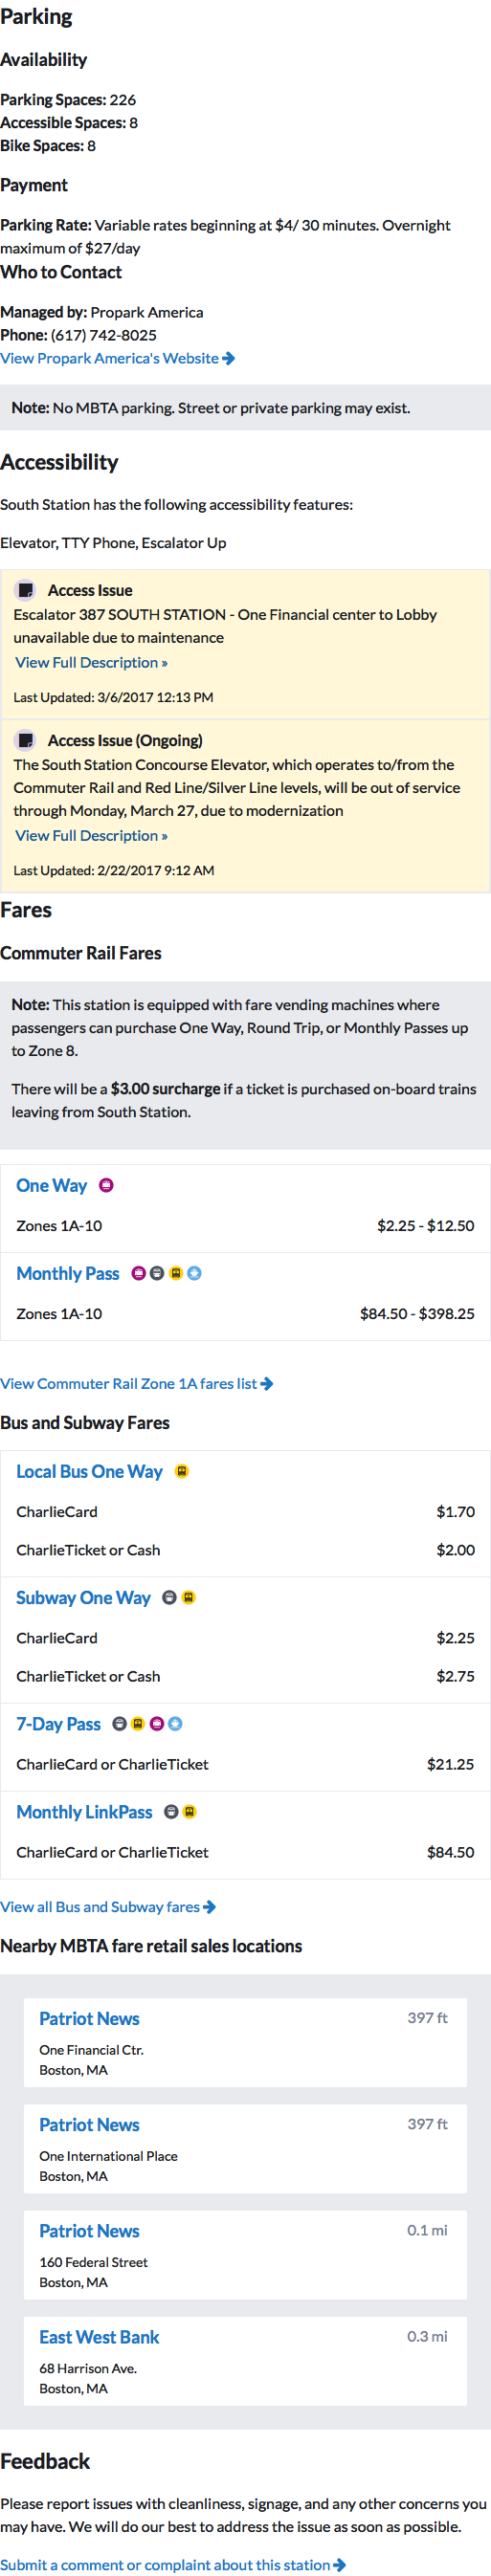 Parking
Availability
Parking Spaces: 226
Accessible Spaces: 8
Bike Spaces: 8
Payment
Parking Rate: Variable rates beginning at $4/ 30 minutes. Overnight
maximum of $27/day
Who to Contact
Managed by: Propark America
Phone: (617) 742-8025
View Propark America's Website
Note: No MBTA parking. Street or private parking may exist.
Accessibility
South Station has the following accessibility features:
Elevator, TTY Phone, Escalator Up
Access Issue
Escalator 387 SOUTH STATION - One Financial center to Lobby
unavailable due to maintenance
View Full Description »
Last Updated: 3/6/2017 12:13 PM
Access Issue (Ongoing)
The South Station Concourse Elevator, which operates to/from the
Commuter Rail and Red Line/Silver Line levels, will be out of service
through Monday, March 27, due to modernization
View Full Description »
Last Updated: 2/22/2017 9:12 AM
Fares
Commuter Rail Fares
Note: This station is equipped with fare vending machines where
passengers can purchase One Way, Round Trip, or Monthly Passes up
to Zone 8.
There will be a $3.00 surcharge if a ticket is purchased on-board trains
leaving from South Station.
One Way
Zones 1A-10 $2.25 - $12.50
Monthly Pass
Zones 1A-10 $84.50 - $398.25
View Commuter Rail Zone 1A fares list
Bus and Subway Fares
Local Bus One Way
CharlieCard $1.70
CharlieTicket or Cash $2.00
Subway One Way
CharlieCard $2.25
CharlieTicket or Cash $2.75
7-Day Pass
CharlieCard or CharlieTicket $21.25
Monthly LinkPass
CharlieCard or CharlieTicket $84.50
View all Bus and Subway fares
Nearby MBTA fare retail sales locations
Patriot News 397 ft
One Financial Ctr.
Boston, MA
Patriot News 397 ft
One International Place
Boston, MA
Patriot News 0.1 mi
160 Federal Street
Boston, MA
East West Bank 0.3 mi
68 Harrison Ave.
Boston, MA
Feedback
Please report issues with cleanliness, signage, and any other concerns you
may have. We will do our best to address the issue as soon as possible.
Submit a comment or complaint about this station